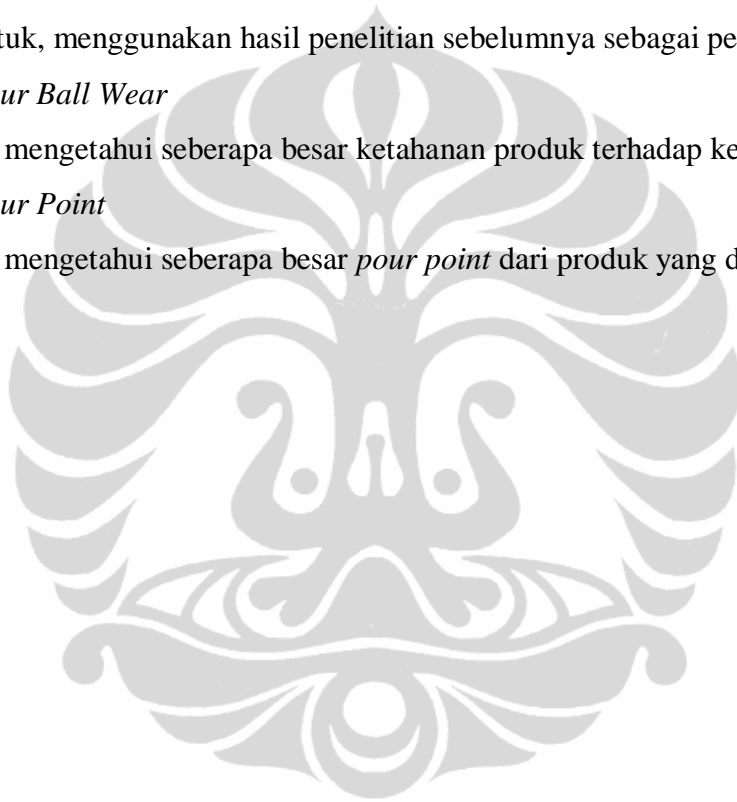 tuk, menggunakan hasil penelitian sebelumnya sebagai pe
ur Ball Wear
mengetahui seberapa besar ketahanan produk terhadap ke
ur Point
mengetahui seberapa besar pour point dari produk yang d